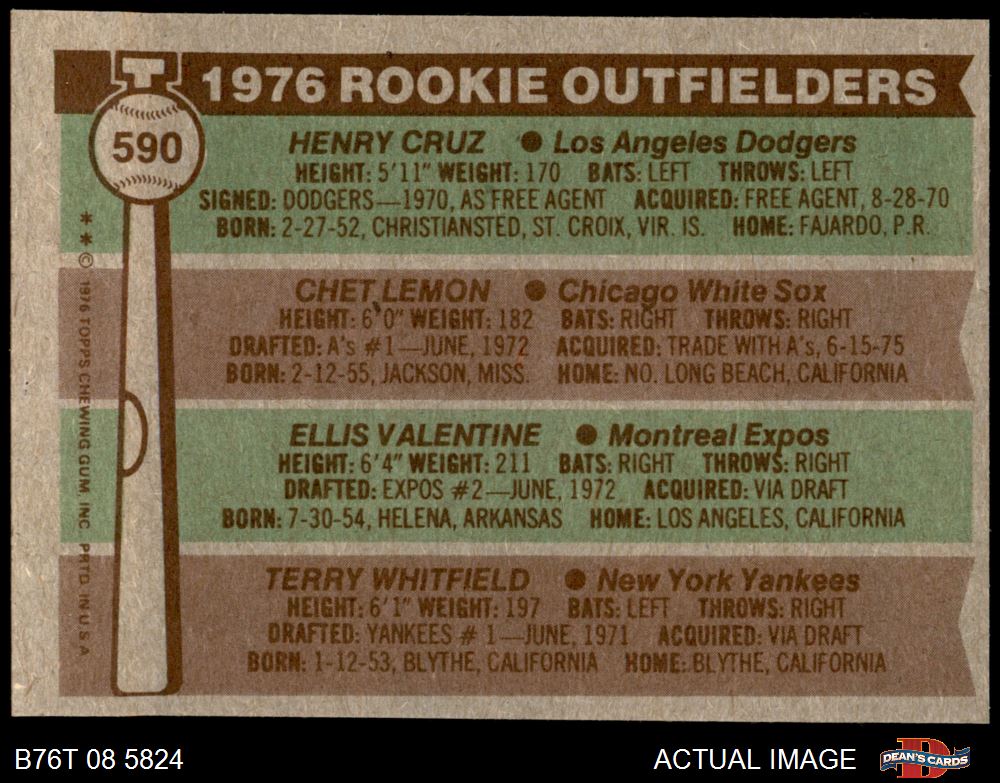 T
1976 ROOKIE OUTFIELDERS
590
HENRY CRUZ ● Los Angeles Dodgers
HEIGHT: 5'11" WEIGHT: 170 BATS: LEFT THROWS: LEFT
SIGNED: DODGERS—1970, AS FREE AGENT ACQUIRED: FREE AGENT, 8-28-70
BORN: 2-27-52, CHRISTIANSTED, ST. CROIX, VIR. IS. HOME: FAJARDO, P.R.
CHET LEMON ● Chicago White Sox
HEIGHT: 6'0" WEIGHT: 182 BATS: RIGHT THROWS: RIGHT
DRAFTED: A's #1—JUNE, 1972 ACQUIRED: TRADE WITH A's, 6-15-75
BORN: 2-12-55, JACKSON, MISS. HOME: NO. LONG BEACH, CALIFORNIA
ELLIS VALENTINE ● Montreal Expos
HEIGHT: 6'4" WEIGHT: 211 BATS: RIGHT THROWS: RIGHT
DRAFTED: EXPOS #2—JUNE, 1972 ACQUIRED: VIA DRAFT
BORN: 7-30-54, HELENA, ARKANSAS HOME: LOS ANGELES, CALIFORNIA
TERRY WHITFIELD ● New York Yankees
HEIGHT: 6'1" WEIGHT: 197 BATS: LEFT THROWS: RIGHT
DRAFTED: YANKEES # 1—JUNE, 1971 ACQUIRED: VIA DRAFT
BORN: 1-12-53, BLYTHE, CALIFORNIA HOME: BLYTHE, CALIFORNIA
* * © 1976 TOPPS CHEWING GUM, INC. PRTD. IN U.S.A.
B76T 08 5824
ACTUAL IMAGE
DEAN'S CARDS